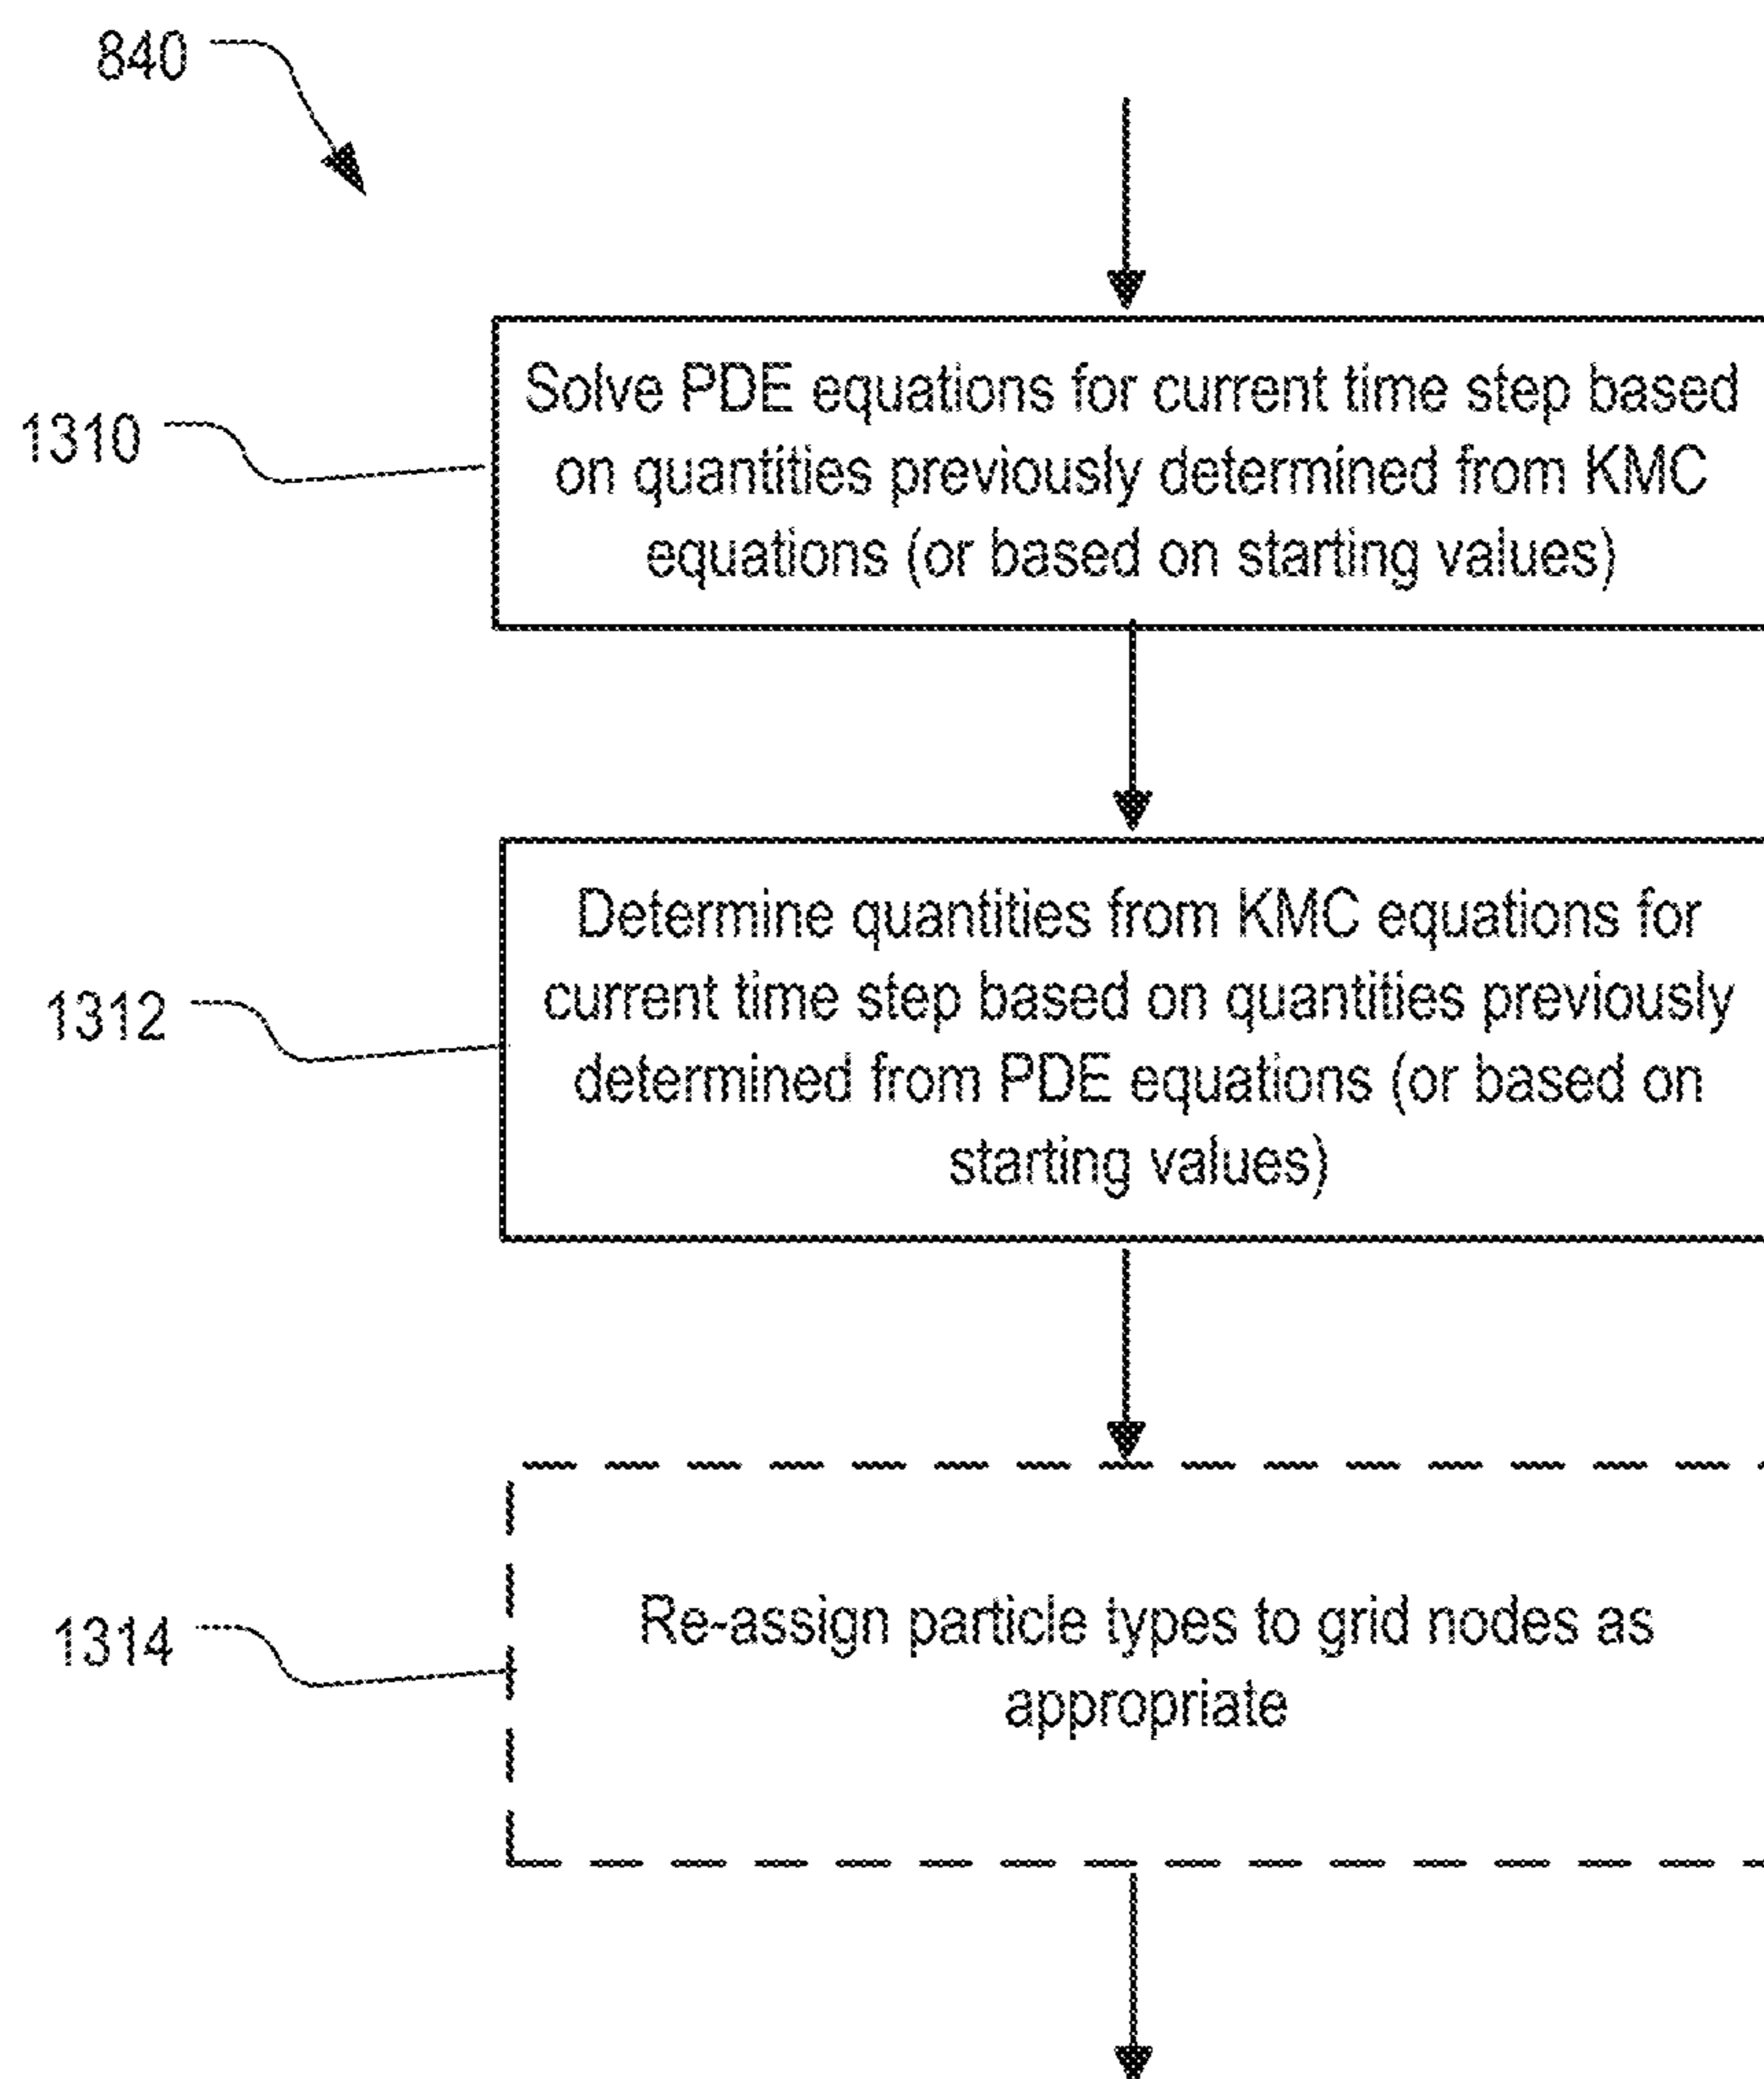 840
1310
Solve PDE equations for current time step based
on quantities previously determined from KMC
equations (or based on starting values)
1312
Determine quantities from KMC equations for
current time step based on quantities previously
determined from PDE equations (or based on
starting values)
1314
Re-assign particle types to grid nodes as
appropriate